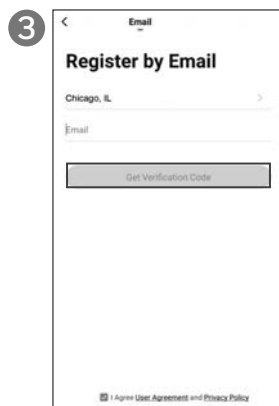 3
Email
Register by Email
Chicago, IL
Email
Get Verification Code
I Agree User Agreement and Privacy Policy